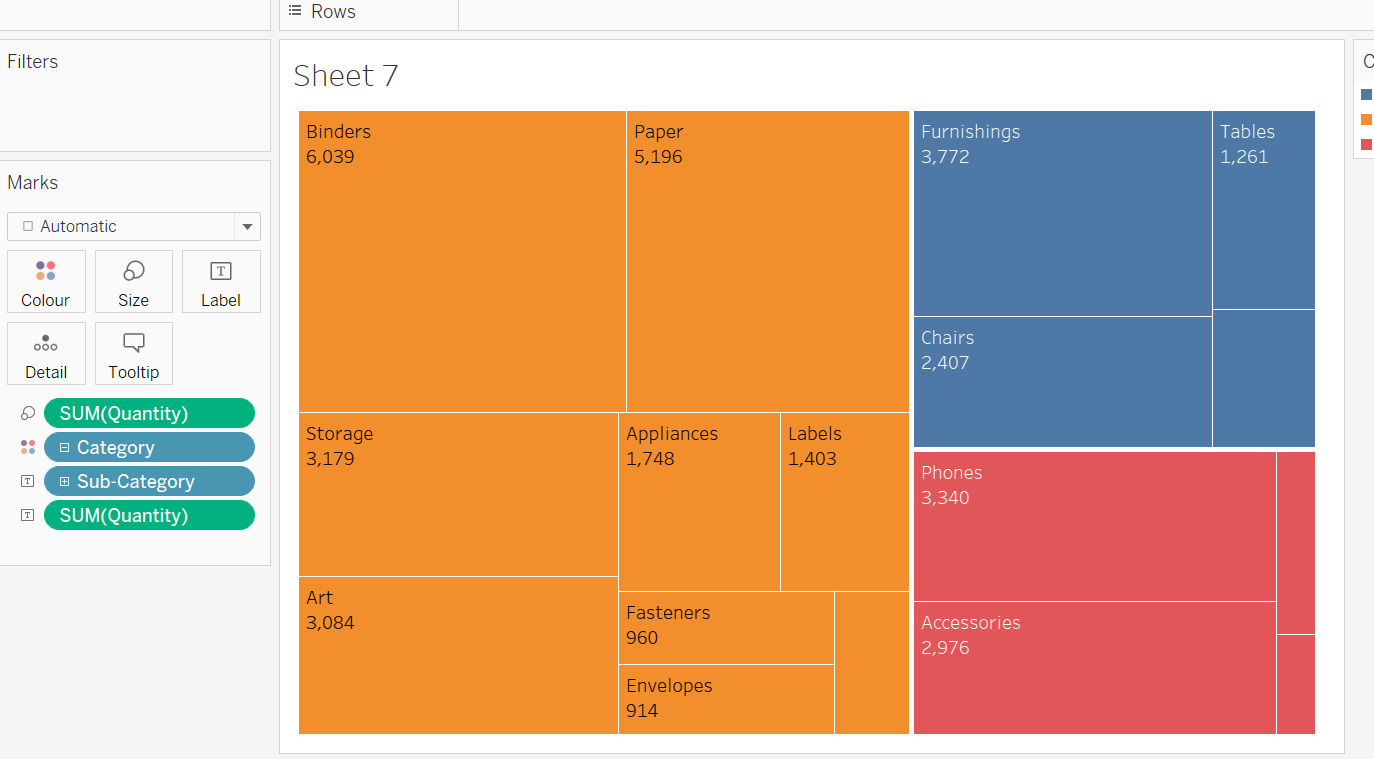 Rows
Filters
Marks
Automatic
Colour
Size
T
Label
Detail
Tooltip
SUM(Quantity)
Category
T
Sub-Category
T
SUM(Quantity)
Sheet 7
Binders
6,039
Paper
5,196
Storage
3,179
Appliances
1,748
Labels
1,403
Art
3,084
Fasteners
960
Envelopes
914
Furnishings
3,772
Tables
1,261
Chairs
2,407
Phones
3,340
Accessories
2,976